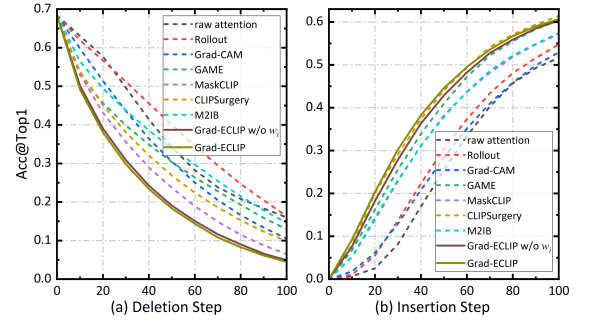 0.7
0.6
0.5
0.4
0.3
0.2
0.1
0.0
Acc@Top1
raw attention
Rollout
Grad-CAM
GAME
MaskCLIP
CLIPSurgery
M2IB
Grad-ECLIP w/o wᵢ
Grad-ECLIP
0 20 40 60 80 100
(a) Deletion Step
0.6
0.5
0.4
0.3
0.2
0.1
0.0
raw attention
Rollout
Grad-CAM
GAME
MaskCLIP
CLIPSurgery
M2IB
Grad-ECLIP w/o wᵢ
Grad-ECLIP
0 20 40 60 80 100
(b) Insertion Step